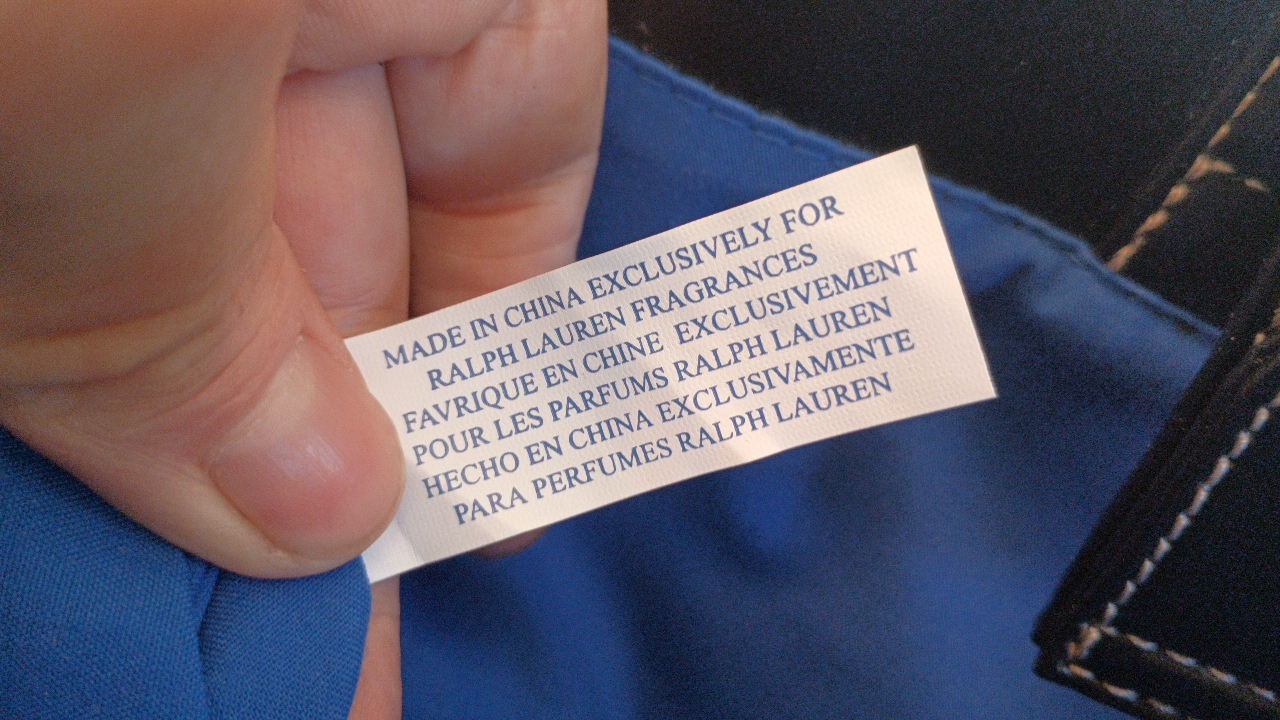 MADE IN CHINA EXCLUSIVELY FOR
RALPH LAUREN FRAGRANCES
FAVRIQUE EN CHINE EXCLUSIVEMENT
POUR LES PARFUMS RALPH LAUREN
HECHO EN CHINA EXCLUSIVAMENTE
PARA PERFUMES RALPH LAUREN